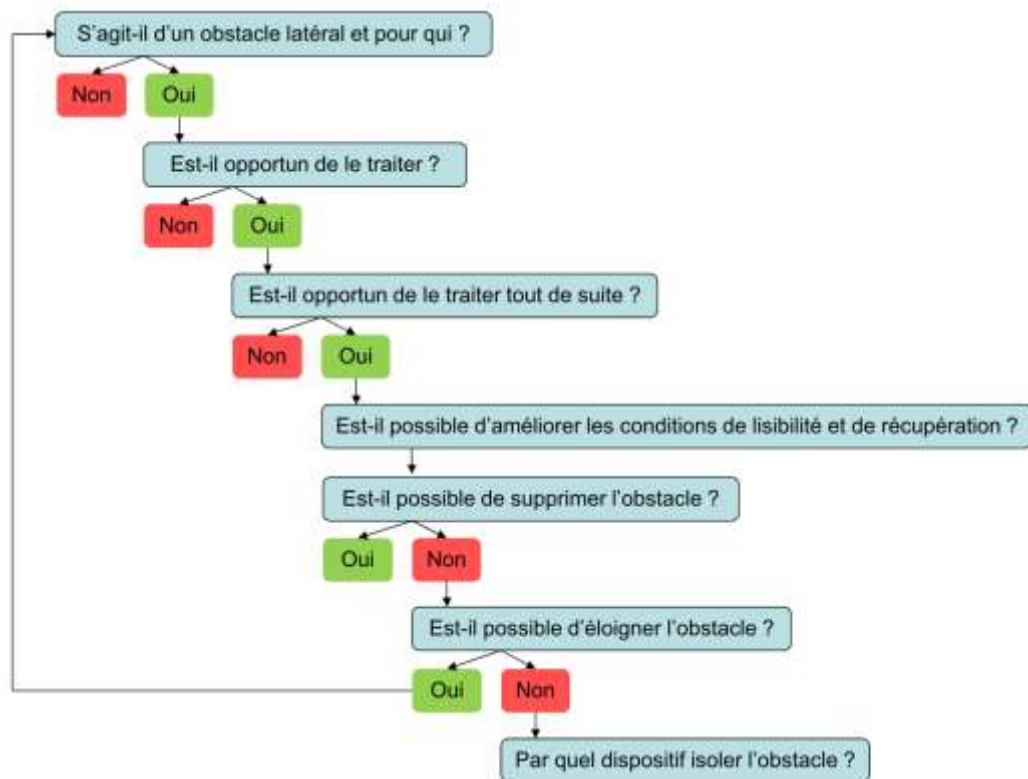 S'agit-il d'un obstacle latéral et pour qui ?
Non Oui
Est-il opportun de le traiter ?
Non Oui
Est-il opportun de le traiter tout de suite ?
Non Oui
Est-il possible d'améliorer les conditions de lisibilité et de récupération ?
Est-il possible de supprimer l'obstacle ?
Oui Non
Est-il possible d'éloigner l'obstacle ?
Oui Non
Par quel dispositif isoler l'obstacle ?